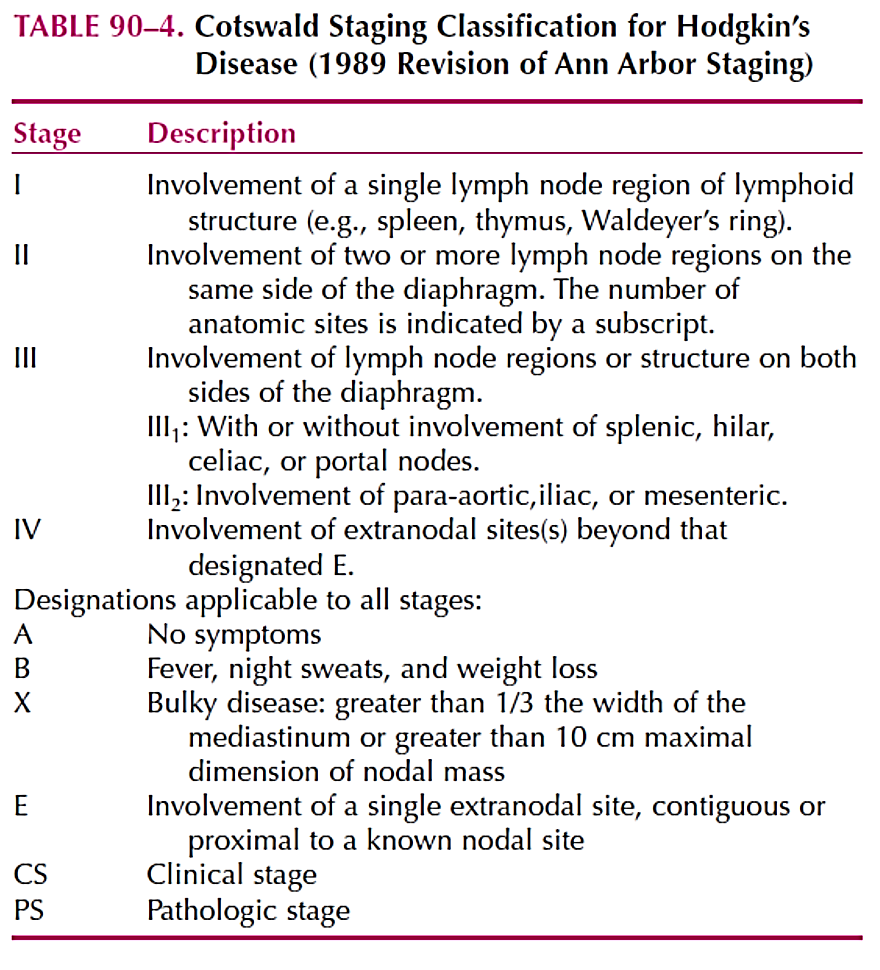 TABLE 90–4. Cotswald Staging Classification for Hodgkin's
Disease (1989 Revision of Ann Arbor Staging)
Stage Description
I Involvement of a single lymph node region of lymphoid
structure (e.g., spleen, thymus, Waldeyer's ring).
II Involvement of two or more lymph node regions on the
same side of the diaphragm. The number of
anatomic sites is indicated by a subscript.
III Involvement of lymph node regions or structure on both
sides of the diaphragm.
III₁: With or without involvement of splenic, hilar,
celiac, or portal nodes.
III₂: Involvement of para-aortic,iliac, or mesenteric.
IV Involvement of extranodal sites(s) beyond that
designated E.
Designations applicable to all stages:
A No symptoms
B Fever, night sweats, and weight loss
X Bulky disease: greater than 1/3 the width of the
mediastinum or greater than 10 cm maximal
dimension of nodal mass
E Involvement of a single extranodal site, contiguous or
proximal to a known nodal site
CS Clinical stage
PS Pathologic stage